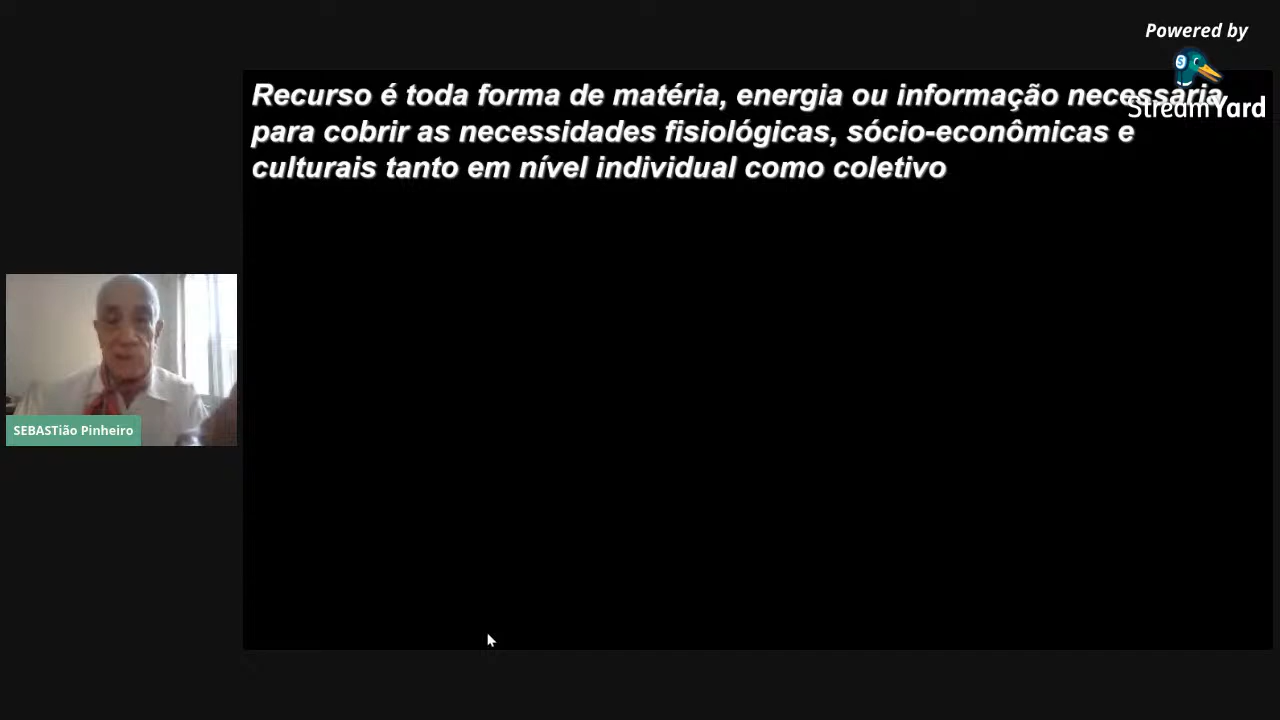 Powered by
StreamYard
Recurso é toda forma de matéria, energia ou informação necessária
para cobrir as necessidades fisiológicas, sócio-econômicas e
culturais tanto em nível individual como coletivo
SEBASTião Pinheiro